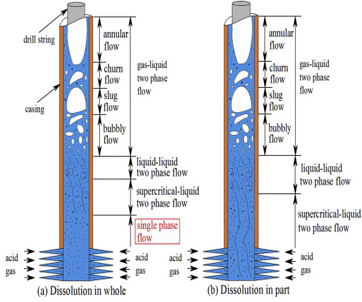 drill string
casing
annular
flow
churn
flow
slug
flow
bubbly
flow
gas-liquid
two phase
flow
liquid-liquid
two phase flow
supercritical-liquid
two phase flow
single phase
flow
acid
gas
acid
gas
(a) Dissolution in whole
annular
flow
churn
flow
slug
flow
bubbly
flow
gas-liquid
two phase
flow
liquid-liquid
two phase flow
supercritical-liquid
two phase flow
acid
gas
acid
gas
(b) Dissolution in part